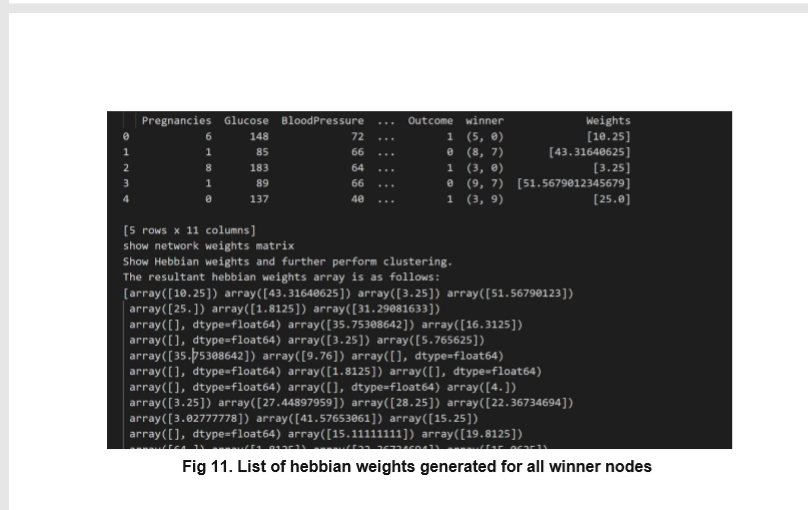 Pregnancies Glucose BloodPressure ... Outcome winner Weights
0 6 148 72 ... 1 (5, 0) [10.25]
1 1 85 66 ... 0 (8, 7) [43.31640625]
2 8 183 64 ... 1 (3, 0) [3.25]
3 1 89 66 ... 0 (9, 7) [51.5679012345679]
4 0 137 40 ... 1 (3, 9) [25.0]
[5 rows x 11 columns]
show network weights matrix
Show Hebbian weights and further perform clustering.
The resultant hebbian weights array is as follows:
[array([10.25]) array([43.31640625]) array([3.25]) array([51.56790123])
array([25.]) array([1.8125]) array([31.29081633])
array([], dtype=float64) array([35.75308642]) array([16.3125])
array([], dtype=float64) array([3.25]) array([5.765625])
array([35.75308642]) array([9.76]) array([], dtype=float64)
array([], dtype=float64) array([1.8125]) array([], dtype=float64)
array([], dtype=float64) array([], dtype=float64) array([4.])
array([3.25]) array([27.44897959]) array([28.25]) array([22.36734694])
array([3.02777778]) array([41.57653061]) array([15.25])
array([], dtype=float64) array([15.11111111]) array([19.8125])
Fig 11. List of hebbian weights generated for all winner nodes